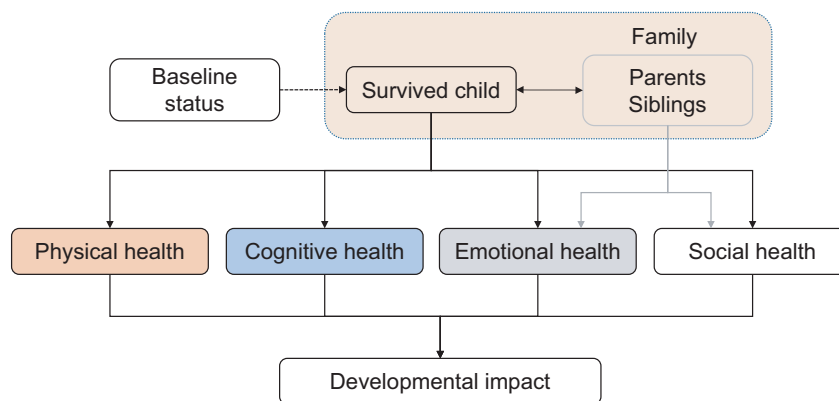 Family
Baseline
status
Survived child
Parents
Siblings
Physical health
Cognitive health
Emotional health
Social health
Developmental impact